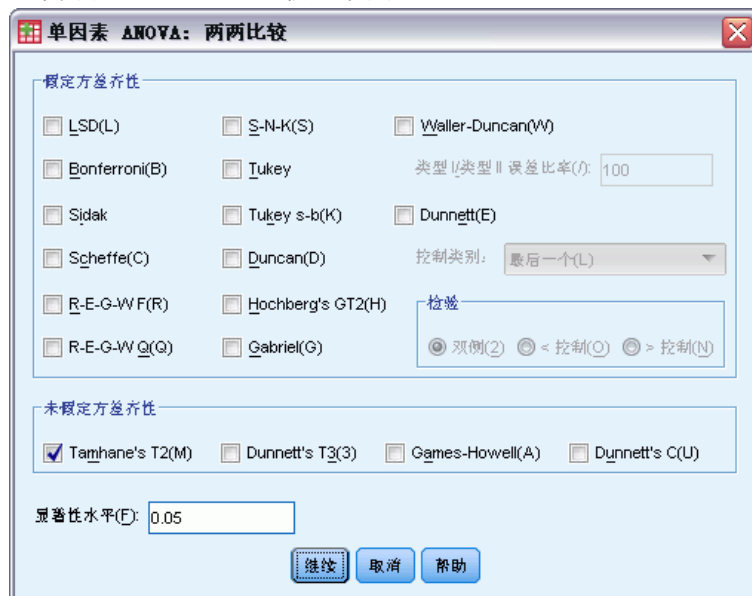 单因素 ANOVA: 两两比较
假定方差齐性
LSD(L)
S-N-K(S)
Waller-Duncan(W)
Bonferroni(B)
Tukey
类型 I/类型 II 误差比率(/):
100
Sidak
Tukey s-b(K)
Dunnett(E)
Scheffe(C)
Duncan(D)
控制类别:
最后一个(L)
R-E-G-W F(R)
Hochberg's GT2(H)
检验
R-E-G-W Q(Q)
Gabriel(G)
双侧(2)
< 控制(O)
> 控制(N)
未假定方差齐性
Tamhane's T2(M)
Dunnett's T3(3)
Games-Howell(A)
Dunnett's C(U)
显著性水平(F):
0.05
继续
取消
帮助